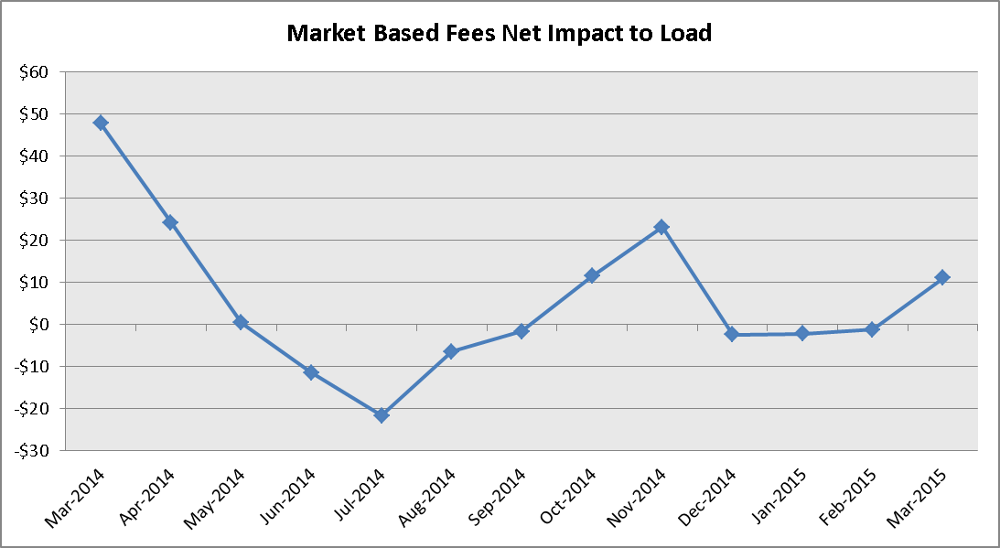 Market Based Fees Net Impact to Load
$60
$50
$40
$30
$20
$10
$0
-$10
-$20
-$30
Mar-2014
Apr-2014
May-2014
Jun-2014
Jul-2014
Aug-2014
Sep-2014
Oct-2014
Nov-2014
Dec-2014
Jan-2015
Feb-2015
Mar-2015